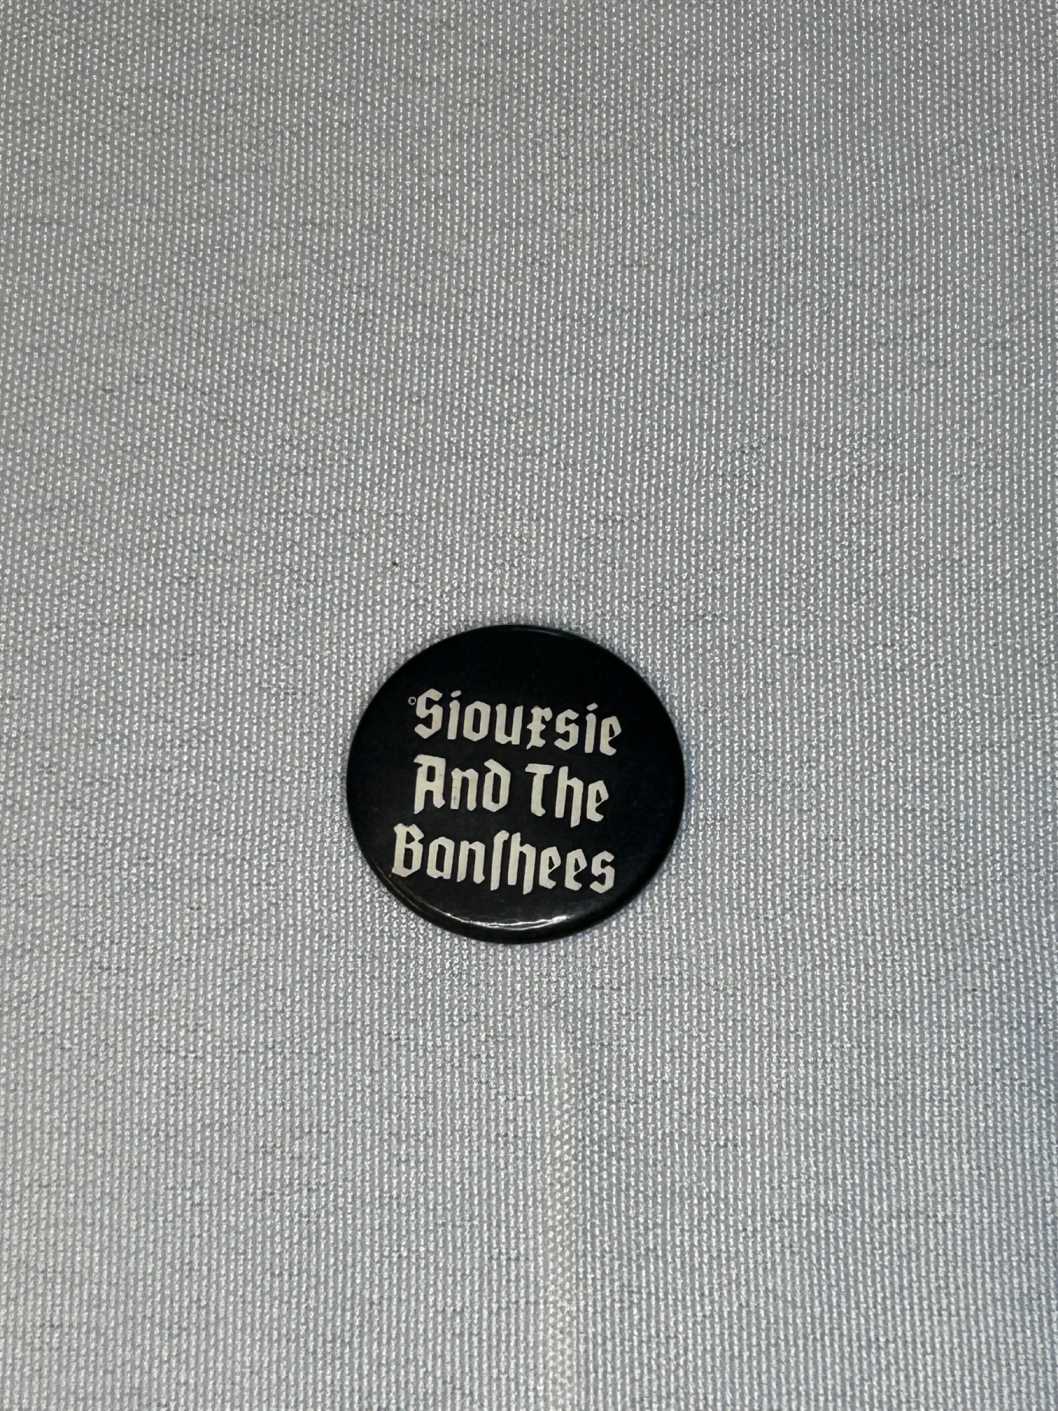 ©Siouxsie
And The
Banſhees